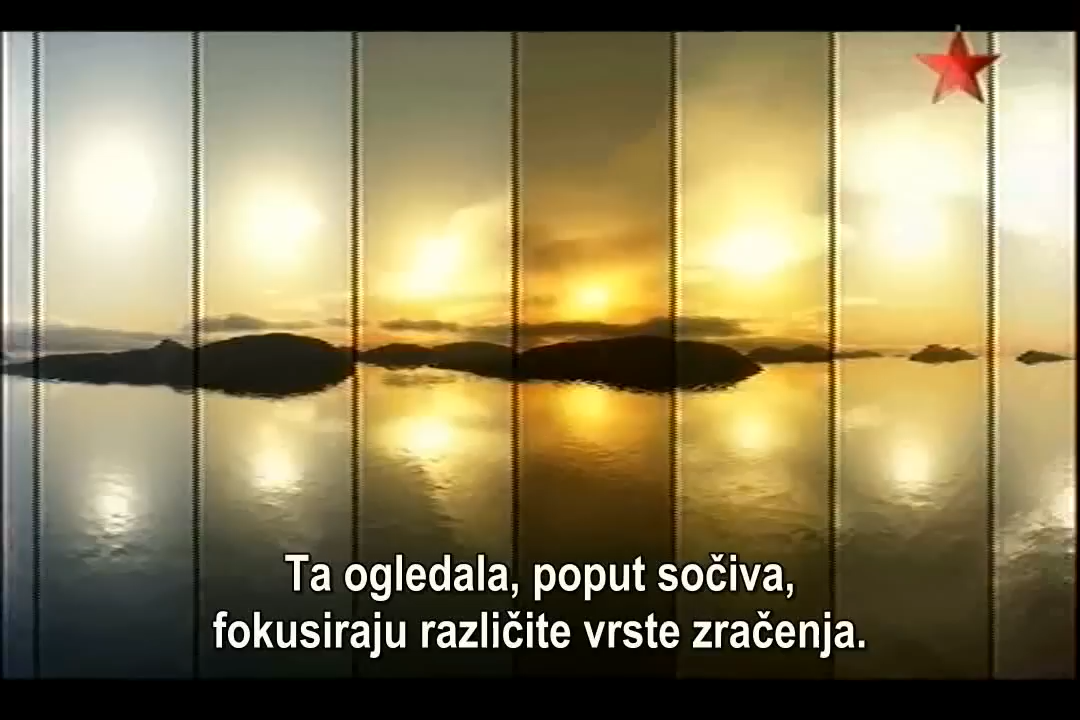 Ta ogledala, poput sočiva,
fokusiraju različite vrste zračenja.